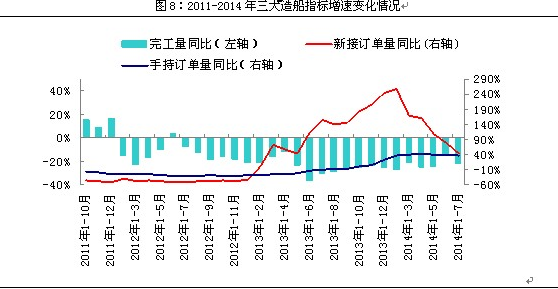 图 8：2011-2014 年三大造船指标增速变化情况
完工量同比（左轴）
新接订单量同比(右轴)
手持订单量同比（右轴）
40%
20%
0%
-20%
-40%
290%
240%
190%
140%
90%
40%
-10%
-60%
2011年1-10月
2011年1-12月
2012年1-3月
2012年1-5月
2012年1-7月
2012年1-9月
2012年1-11月
2013年1-2月
2013年1-4月
2013年1-6月
2013年1-8月
2013年1-10月
2013年1-12月
2014年1-3月
2014年1-5月
2014年1-7月